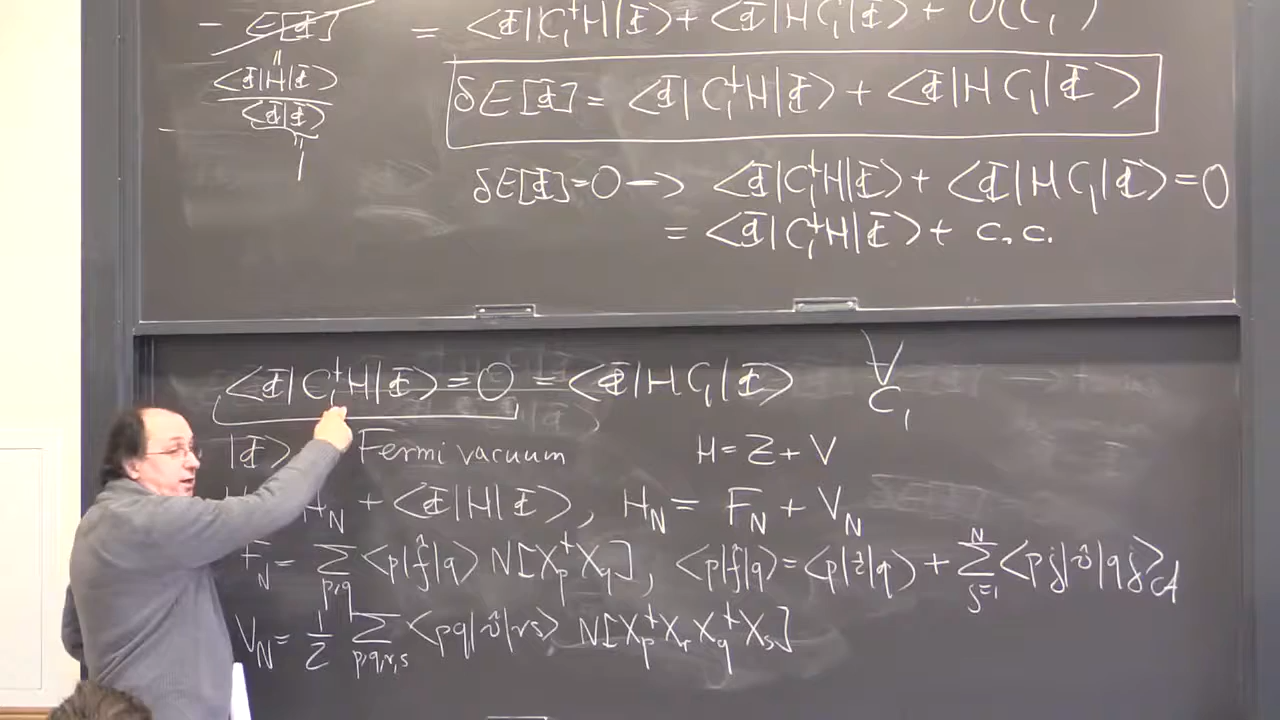 - E[Φ] = <Φ|C₁†H|Φ> + <Φ|HC₁|Φ> + O(C₁ )
"
<Φ|H|Φ>
<Φ|Φ>
"
1
δE[Φ] = <Φ|C₁†H|Φ> + <Φ|HC₁|Φ>
δE[Φ]=0 → <Φ|C₁†H|Φ> + <Φ|HC₁|Φ> = 0
= <Φ|C₁†H|Φ> + c.c.
<Φ|C₁†H|Φ> = 0 = <Φ|HC₁|Φ> ∀ C₁
|Φ> Fermi vacuum H = Z + V
H_N + <Φ|H|Φ>, H_N = F_N + V_N
F_N = Σ_{p,q} <p|f̂|q> N[X_p†X_q], <p|f|q> = <p|ẑ|q> + Σ_{j=1}^{N} <pj|v̂|qj>_A
V_N = 1/2 Σ_{p,q,r,s} <pq|v̂|rs> N[X_p†X_r X_q†X_s]